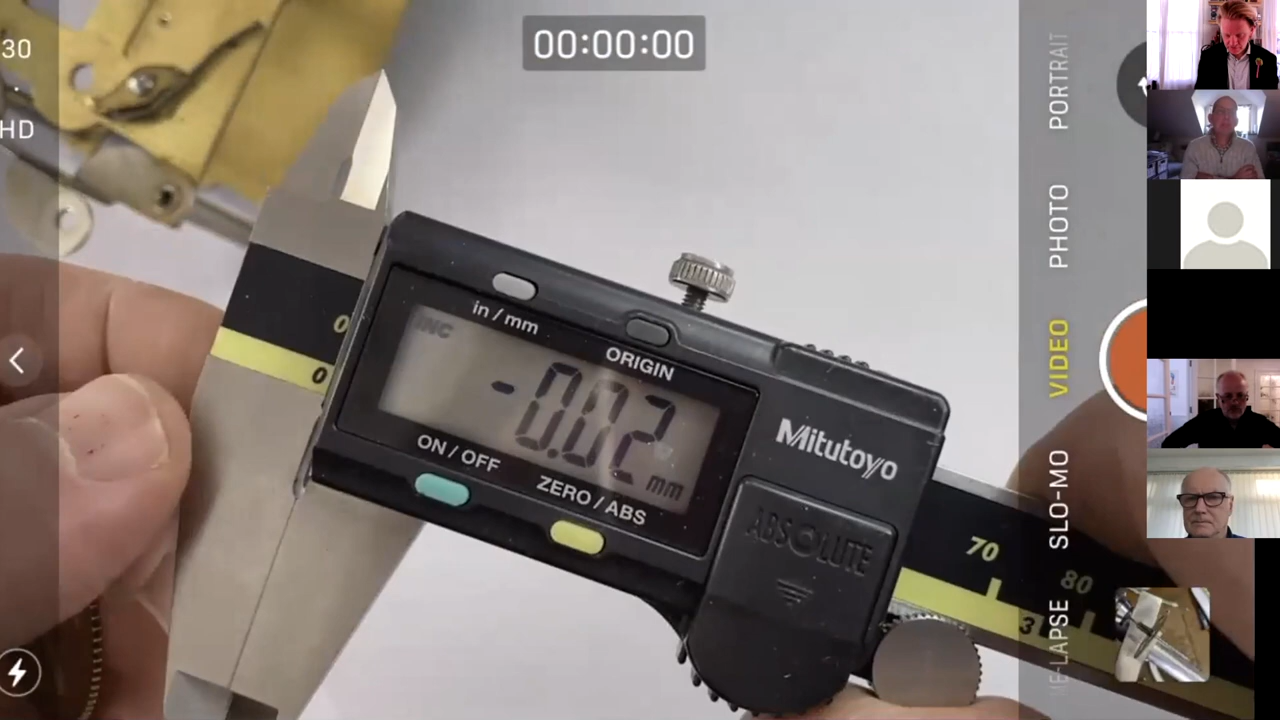 30
HD
00:00:00
PORTRAIT
PHOTO
VIDEO
SLO-MO
ME-LAPSE
in / mm
ORIGIN
INC
-0.02
mm
ON / OFF
ZERO / ABS
Mitutoyo
ABSOLUTE
0
0
70
80
3